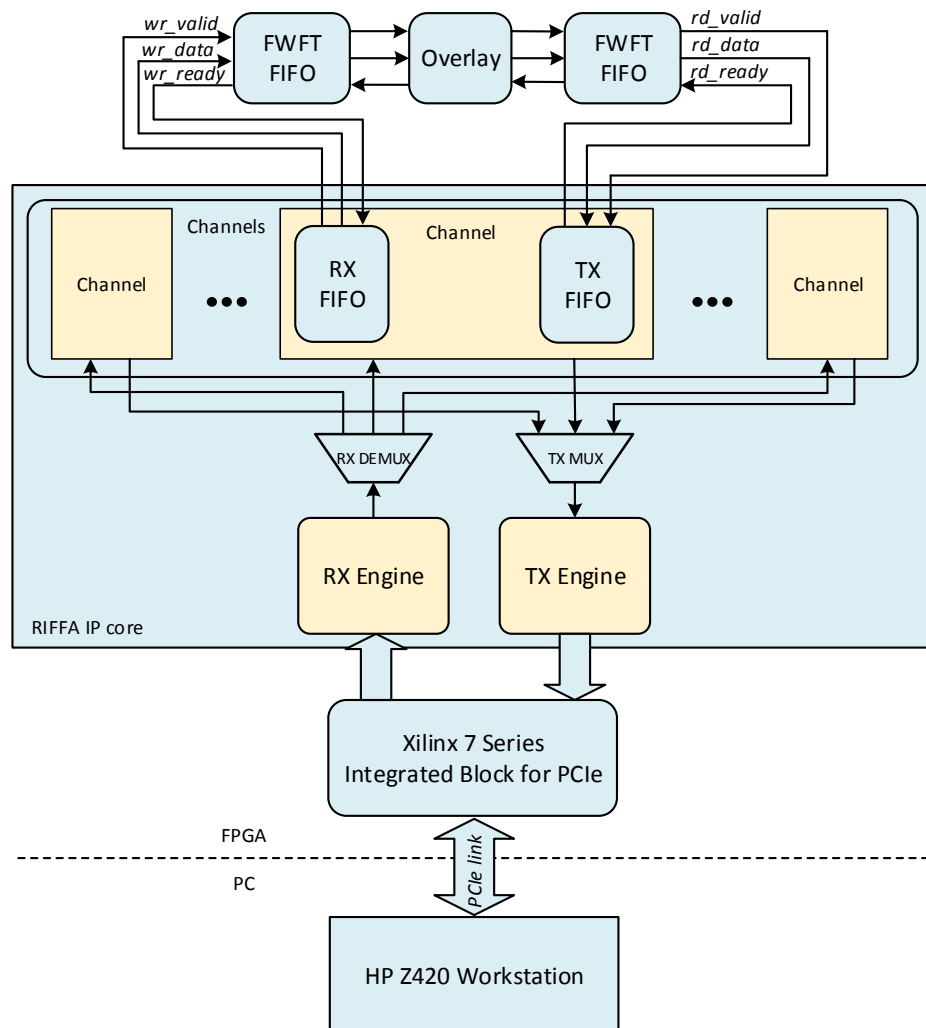 wr_valid
wr_data
wr_ready
FWFT
FIFO
Overlay
FWFT
FIFO
rd_valid
rd_data
rd_ready
Channels
Channel
Channel
RX
FIFO
TX
FIFO
Channel
RX DEMUX
TX MUX
RX Engine
TX Engine
RIFFA IP core
Xilinx 7 Series
Integrated Block for PCIe
FPGA
PCIe link
PC
HP Z420 Workstation